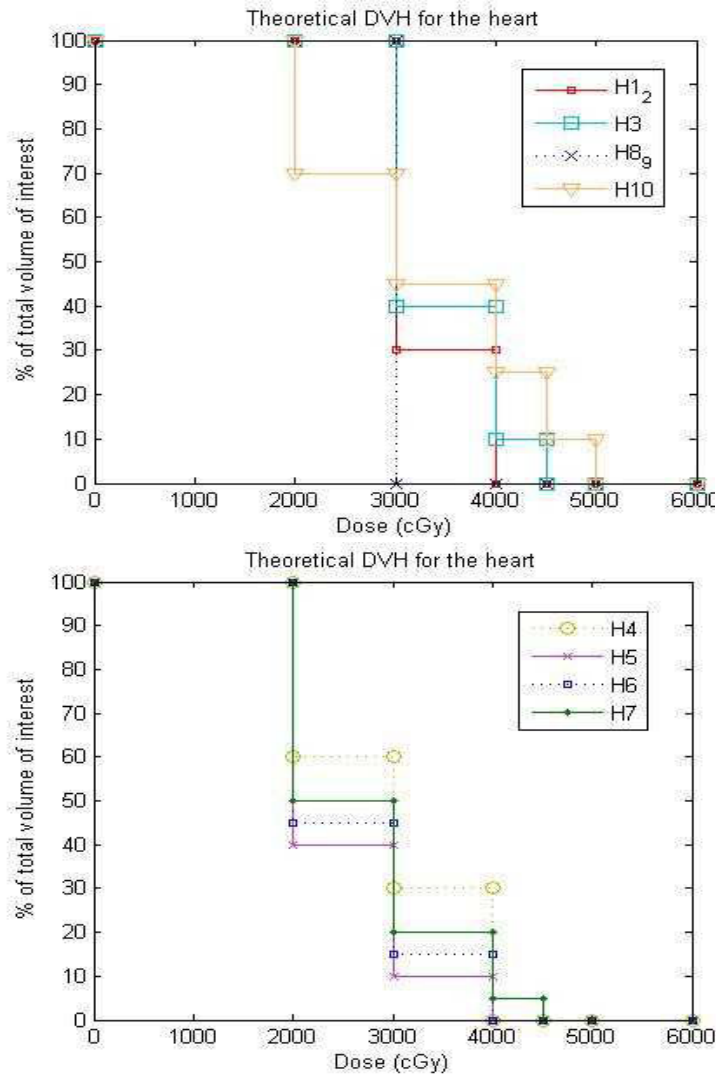 Theoretical DVH for the heart
100
90
80
70
60
50
40
30
20
10
0
% of total volume of interest
H1₂
H3
H8₉
H10
0 1000 2000 3000 4000 5000 6000
Dose (cGy)
Theoretical DVH for the heart
100
90
80
70
60
50
40
30
20
10
0
% of total volume of interest
H4
H5
H6
H7
0 1000 2000 3000 4000 5000 6000
Dose (cGy)